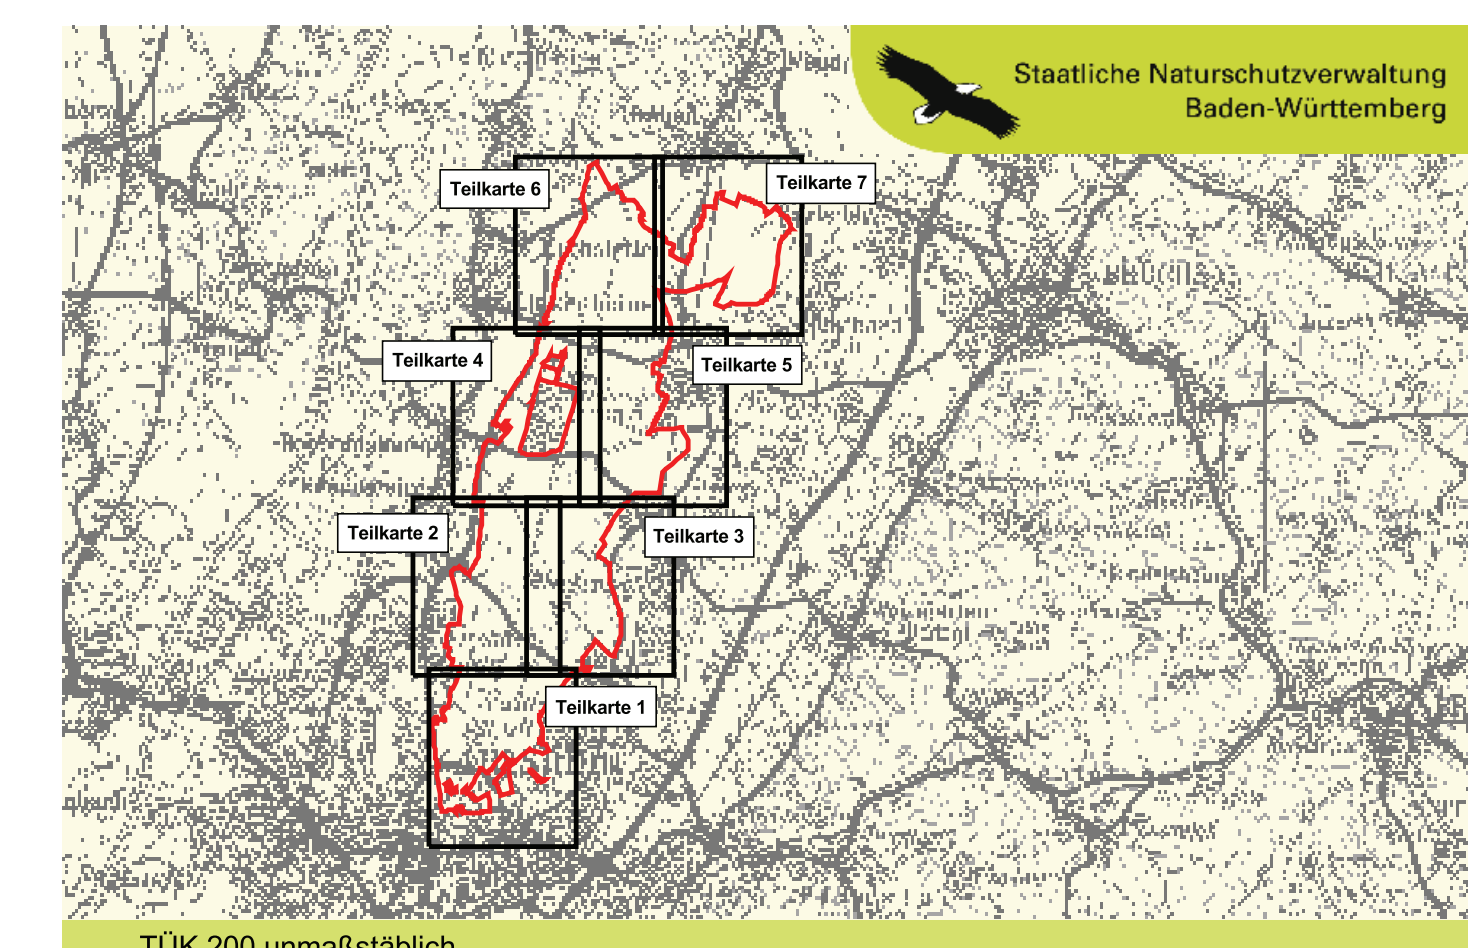 Staatliche Naturschutzverwaltung
Baden-Württemberg
Teilkarte 6
Teilkarte 7
Teilkarte 4
Teilkarte 5
Teilkarte 2
Teilkarte 3
Teilkarte 1
TÜK 200 unmaßstäblich